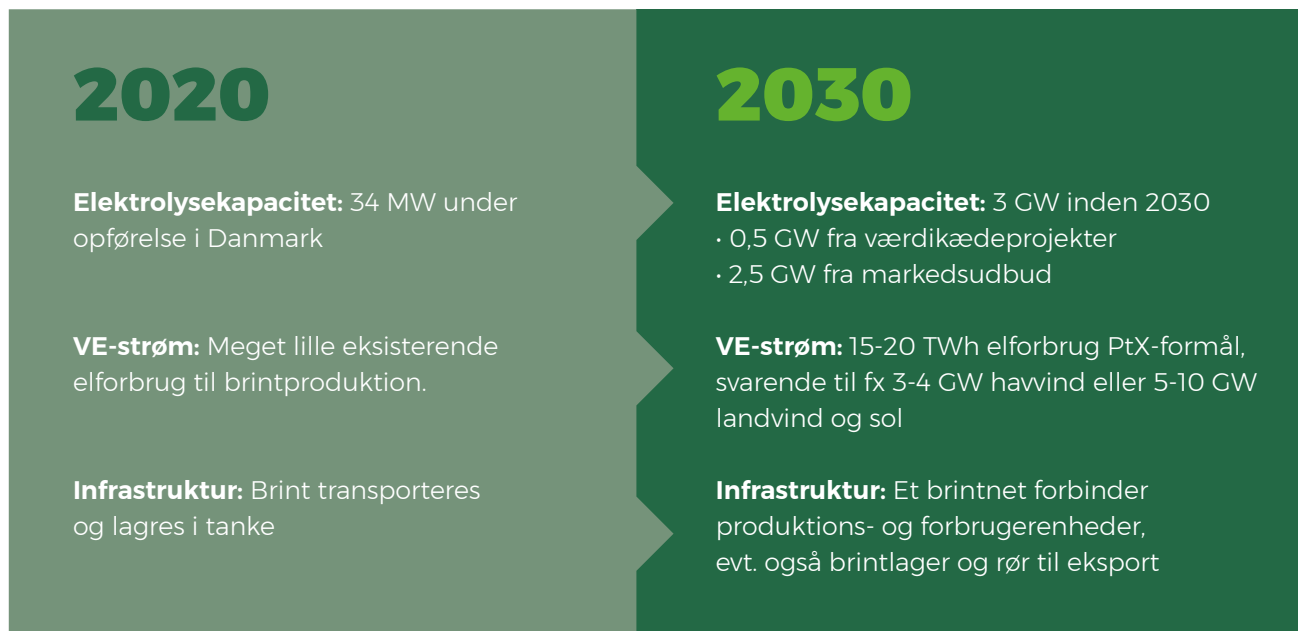 2020
Elektrolysekapacitet: 34 MW under
opførelse i Danmark
VE-strøm: Meget lille eksisterende
elforbrug til brintproduktion.
Infrastruktur: Brint transporteres
og lagres i tanke
2030
Elektrolysekapacitet: 3 GW inden 2030
• 0,5 GW fra værdikædeprojekter
• 2,5 GW fra markedsudbud
VE-strøm: 15-20 TWh elforbrug PtX-formål,
svarende til fx 3-4 GW havvind eller 5-10 GW
landvind og sol
Infrastruktur: Et brintnet forbinder
produktions- og forbrugerenheder,
evt. også brintlager og rør til eksport